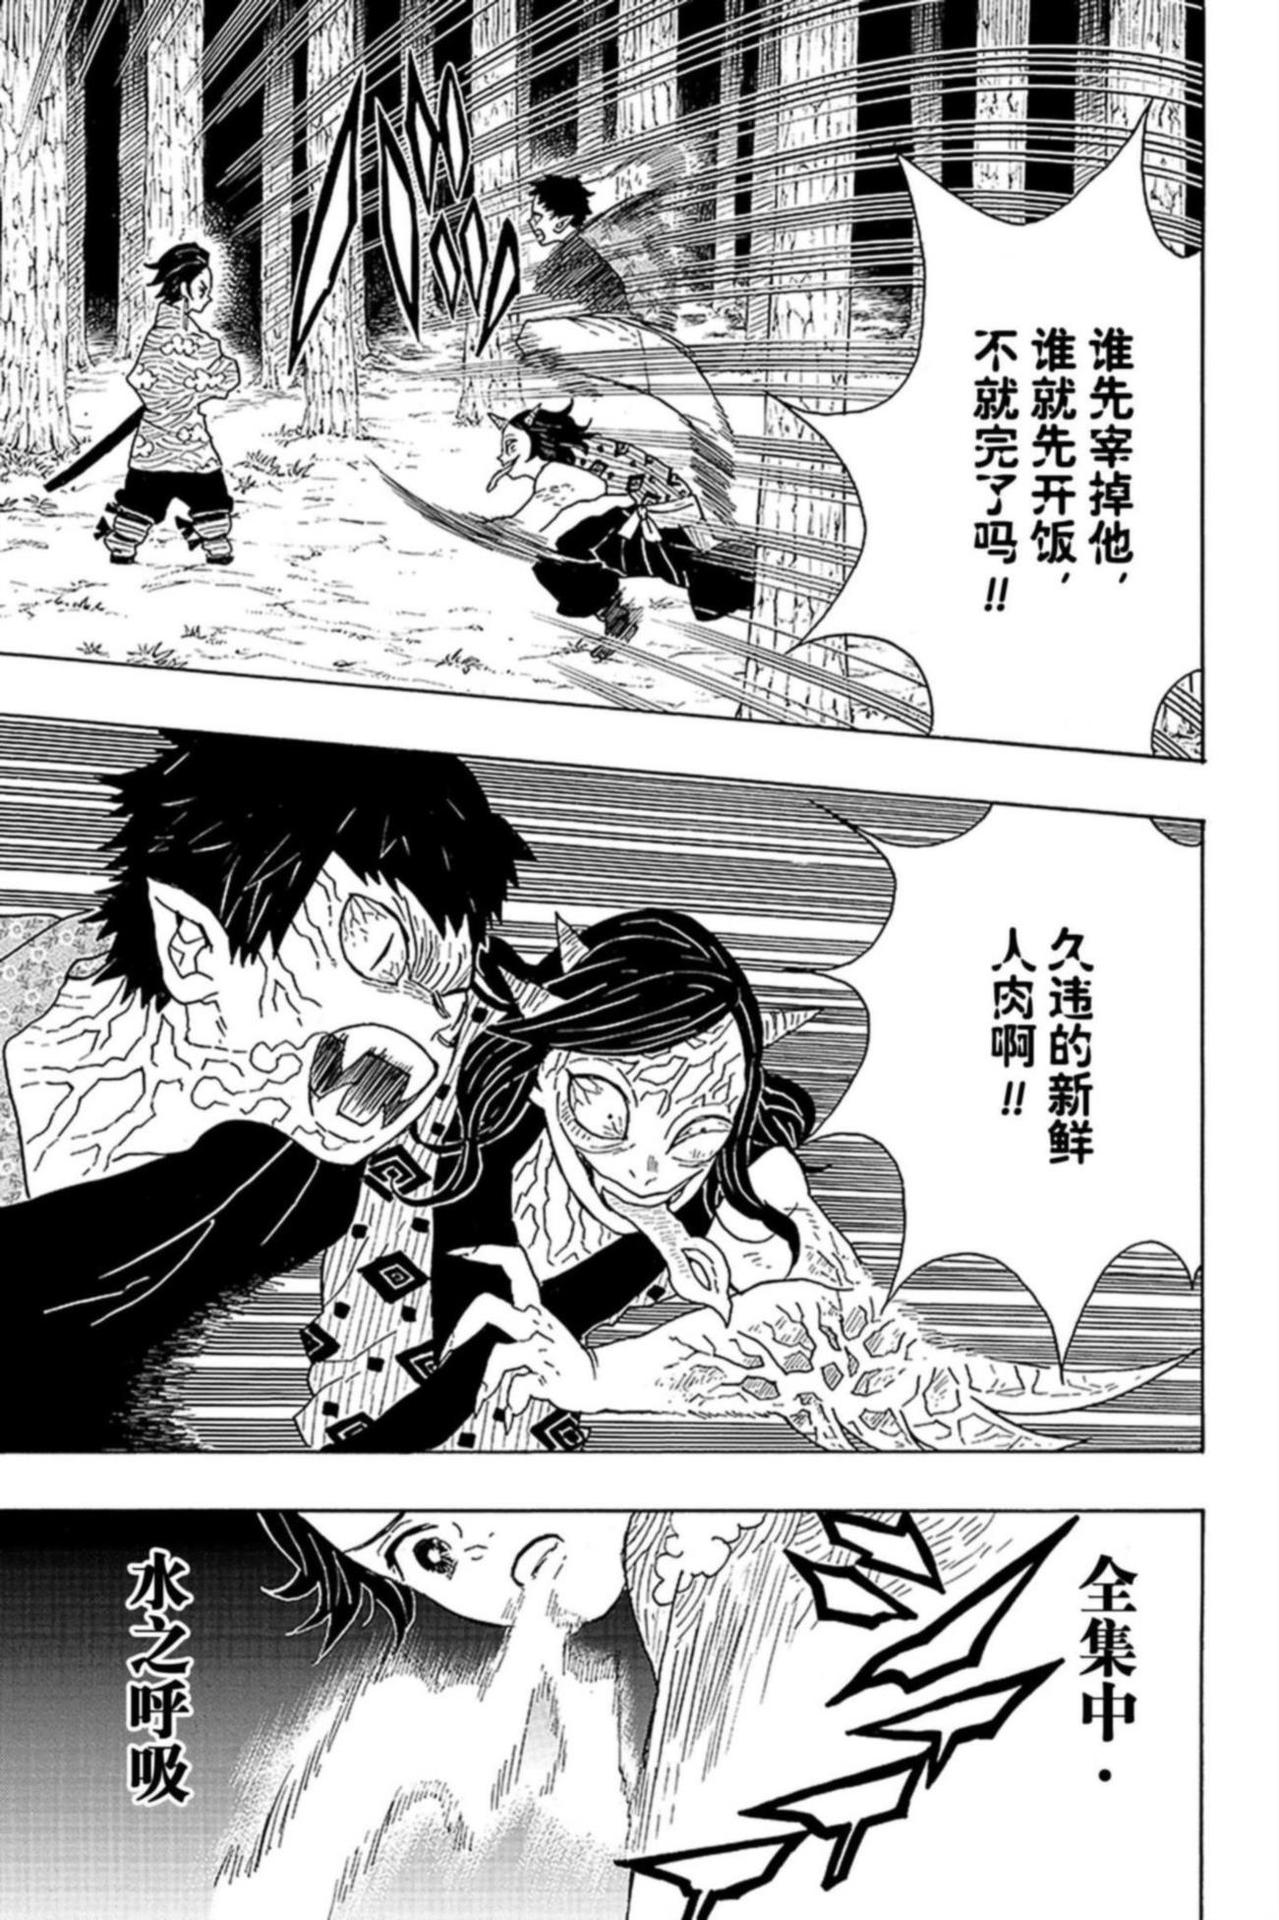 谁先宰掉他，
谁就先开饭，
不就完了吗！！
久违的新鲜
人肉啊！！
全集中·
水之呼吸